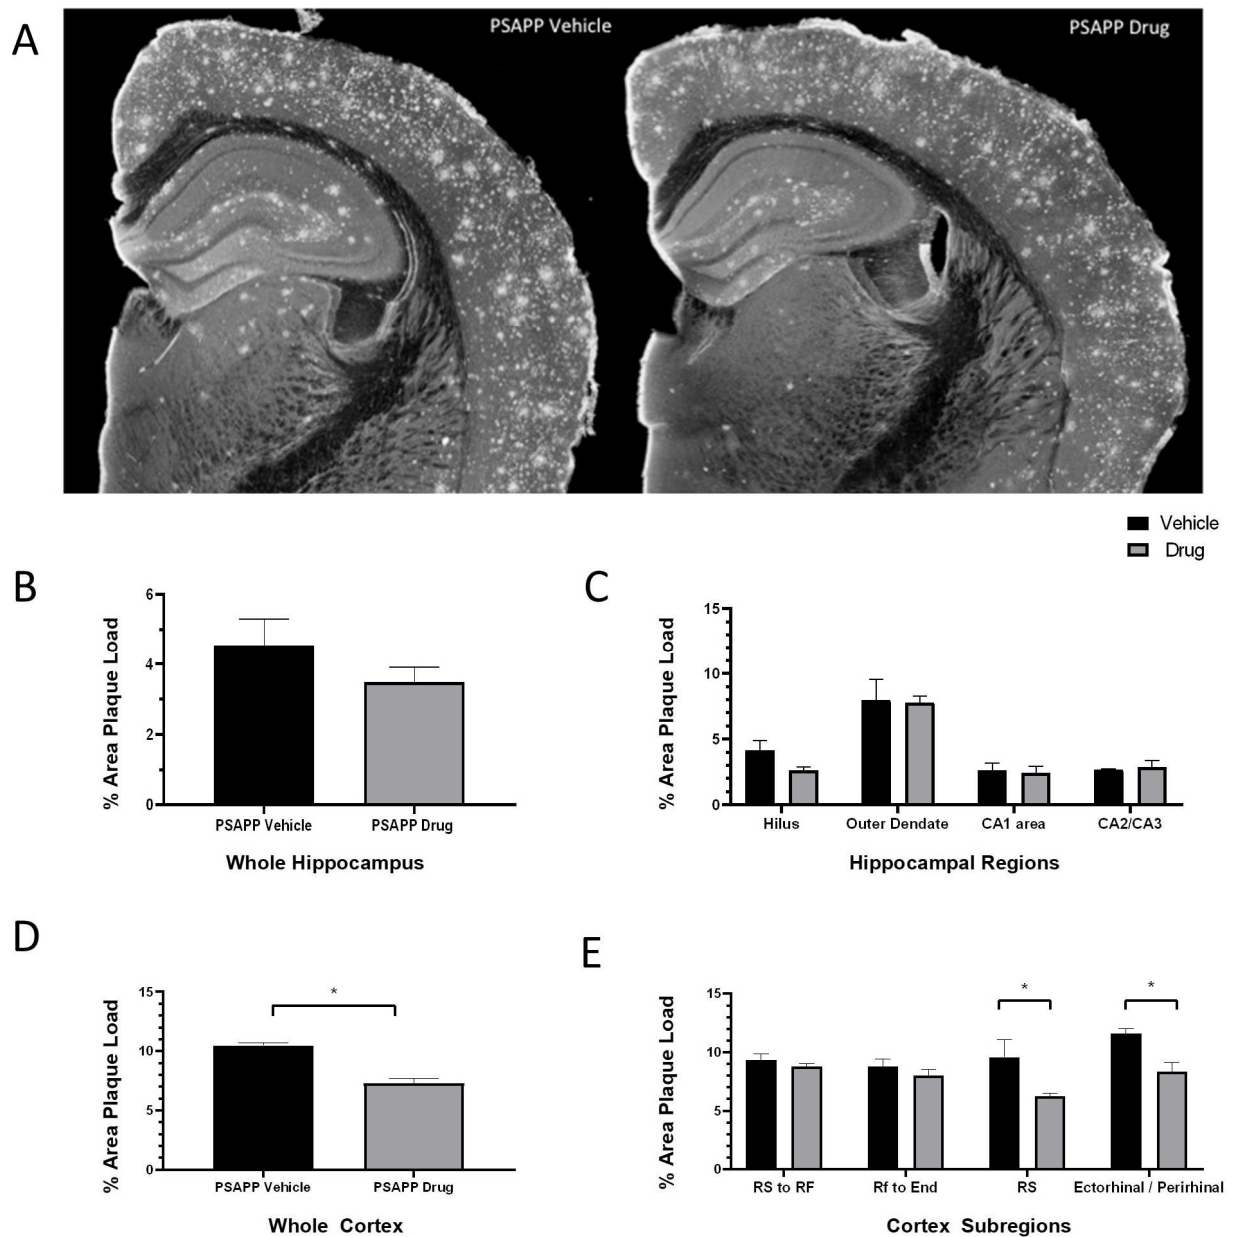 A
PSAPP Vehicle
PSAPP Drug
Vehicle
Drug
B
6
4
2
0
% Area Plaque Load
PSAPP Vehicle
PSAPP Drug
Whole Hippocampus
C
15
10
5
0
% Area Plaque Load
Hilus
Outer Dendate
CA1 area
CA2/CA3
Hippocampal Regions
D
15
10
5
0
% Area Plaque Load
*
PSAPP Vehicle
PSAPP Drug
Whole Cortex
E
15
10
5
0
% Area Plaque Load
*
*
RS to RF
Rf to End
RS
Ectorhinal / Perirhinal
Cortex Subregions